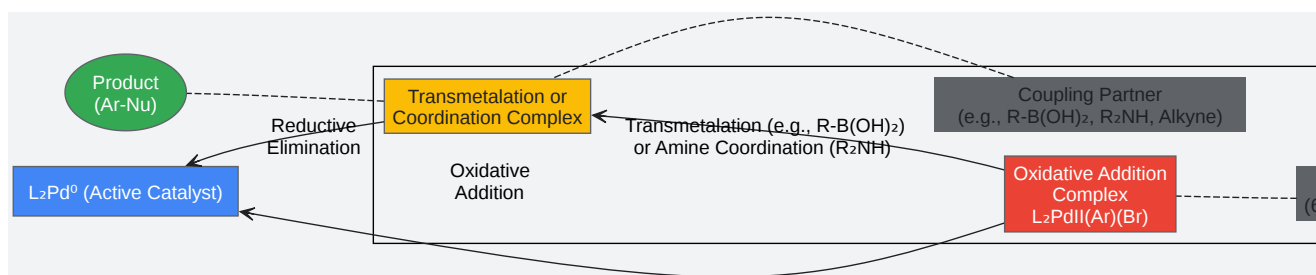 Product
(Ar-Nu)
Transmetalation or
Coordination Complex
Coupling Partner
(e.g., R-B(OH)₂, R₂NH, Alkyne)
Reductive
Elimination
Transmetalation (e.g., R-B(OH)₂)
or Amine Coordination (R₂NH)
L₂Pd⁰ (Active Catalyst)
Oxidative
Addition
Oxidative Addition
Complex
L₂PdII(Ar)(Br)
(6